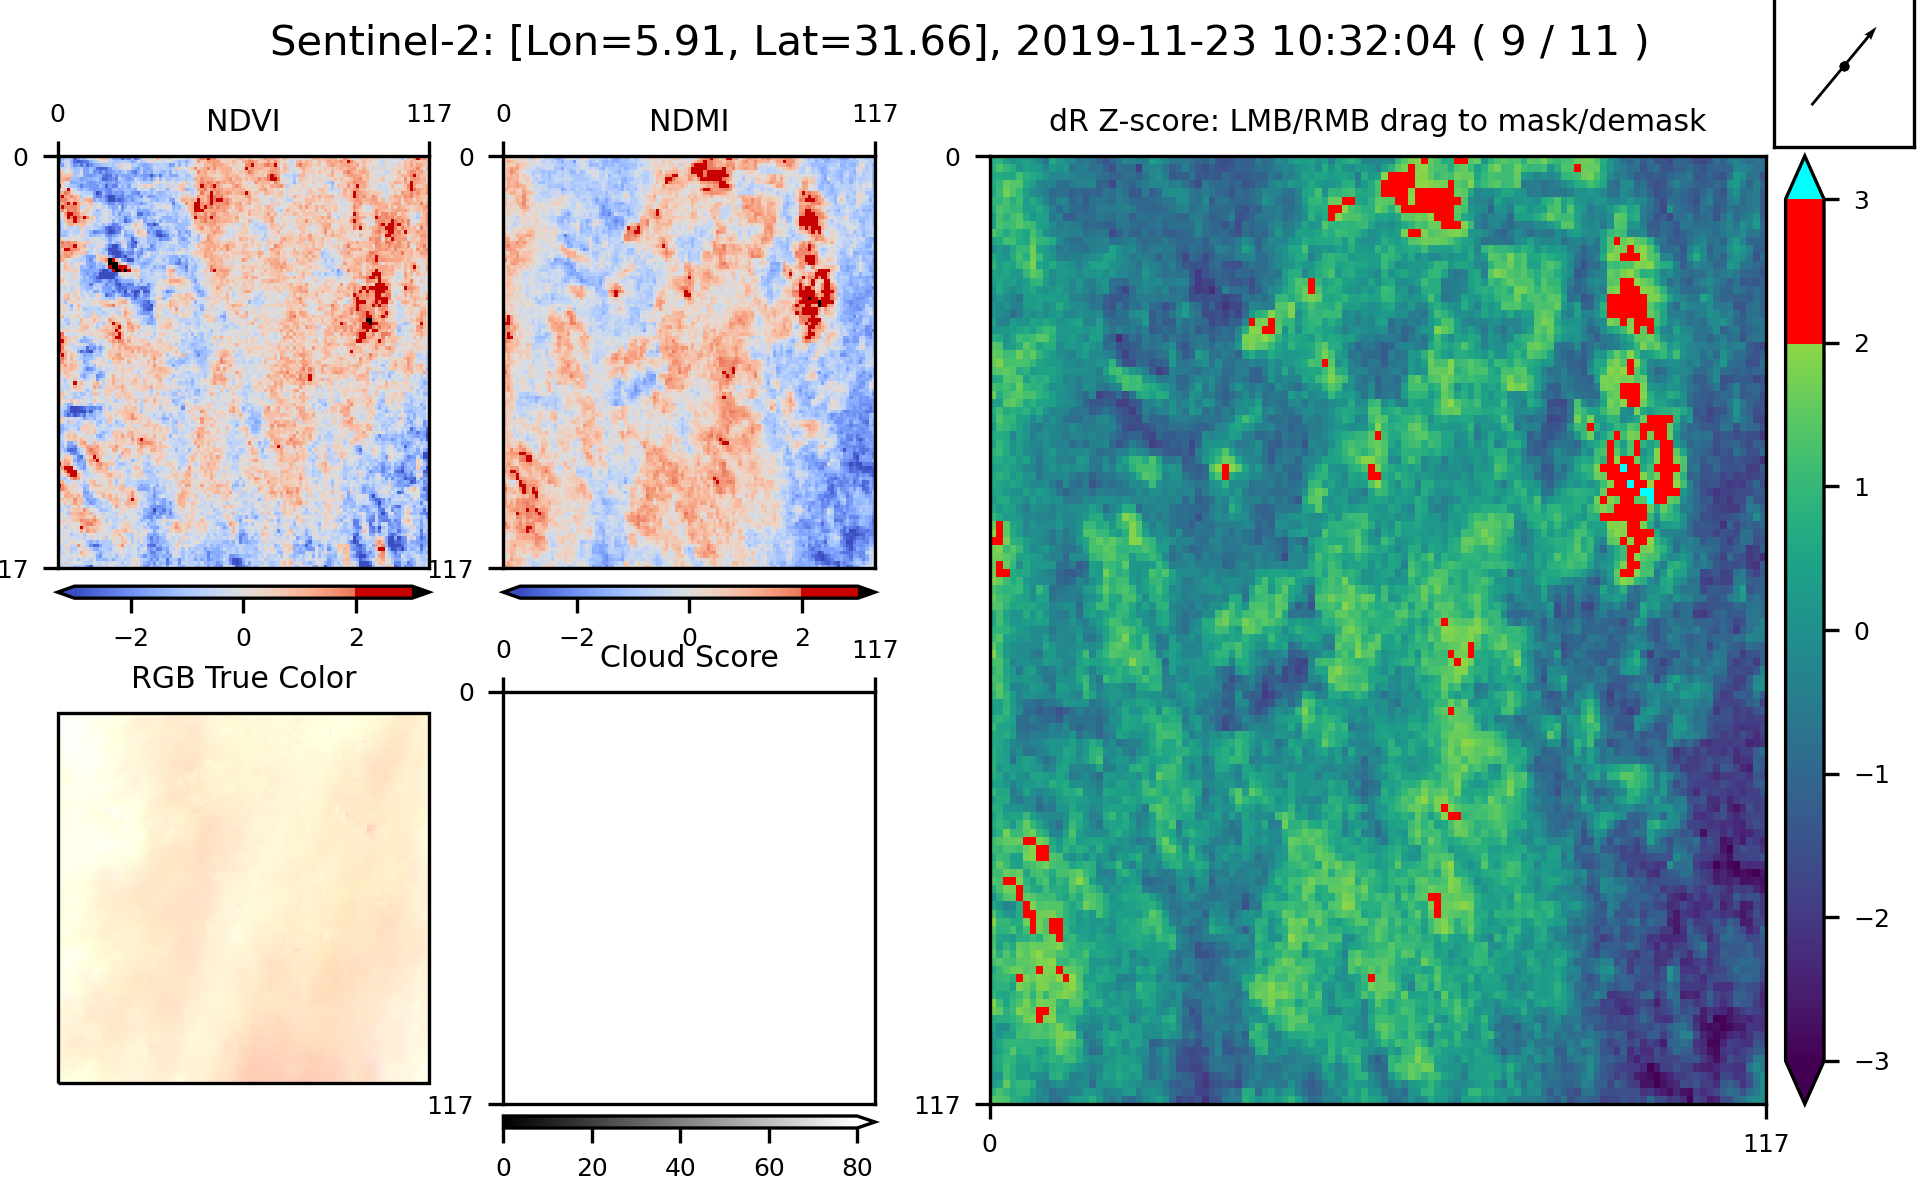 Sentinel-2: [Lon=5.91, Lat=31.66], 2019-11-23 10:32:04 ( 9 / 11 )
0 117 0 117
NDVI NDMI dR Z-score: LMB/RMB drag to mask/demask
0 0 0
3
2
1
0
−1
−2
−3
17 117
−2 0 2 −2 0 2
0 117
RGB True Color Cloud Score
0
117 117
0 20 40 60 80
0 117